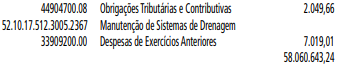 44904700.08 Obrigações Tributárias e Contributivas 2.049,66
52.10.17.512.3005.2367 Manutenção de Sistemas de Drenagem
33909200.00 Despesas de Exercícios Anteriores 7.019,01
58.060.643,24